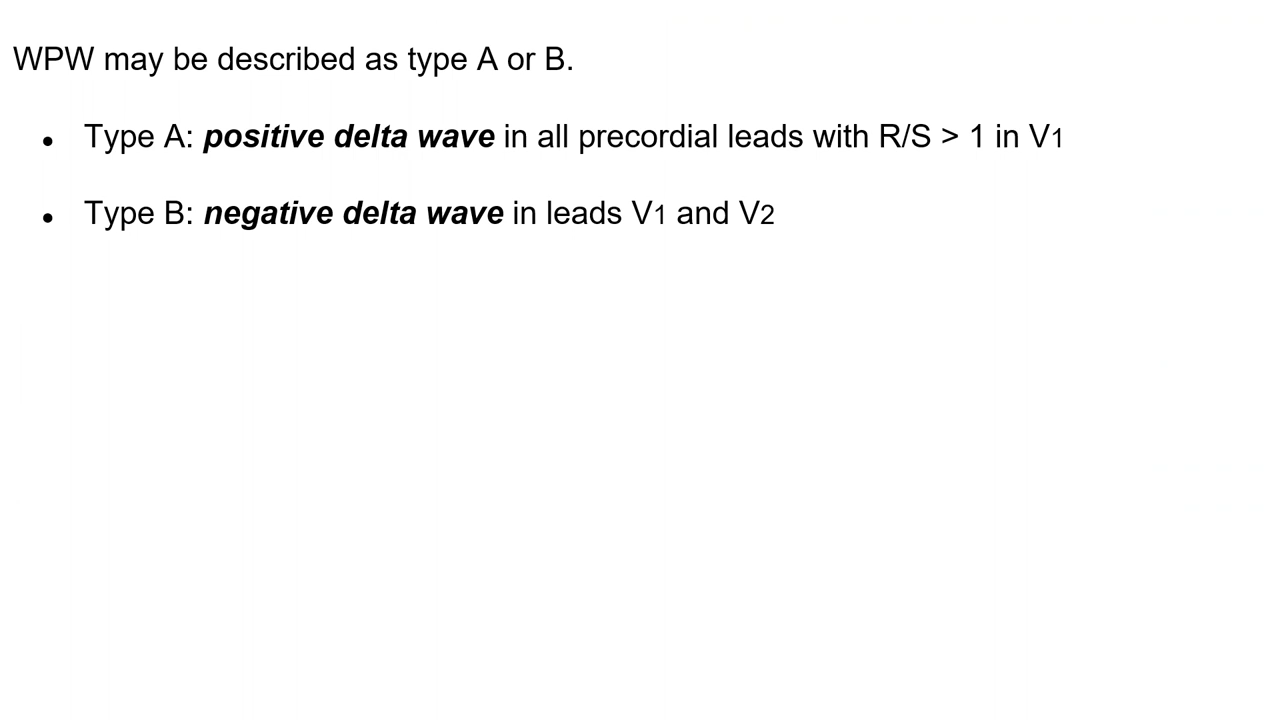 WPW may be described as type A or B.
• Type A: positive delta wave in all precordial leads with R/S > 1 in V1
• Type B: negative delta wave in leads V1 and V2